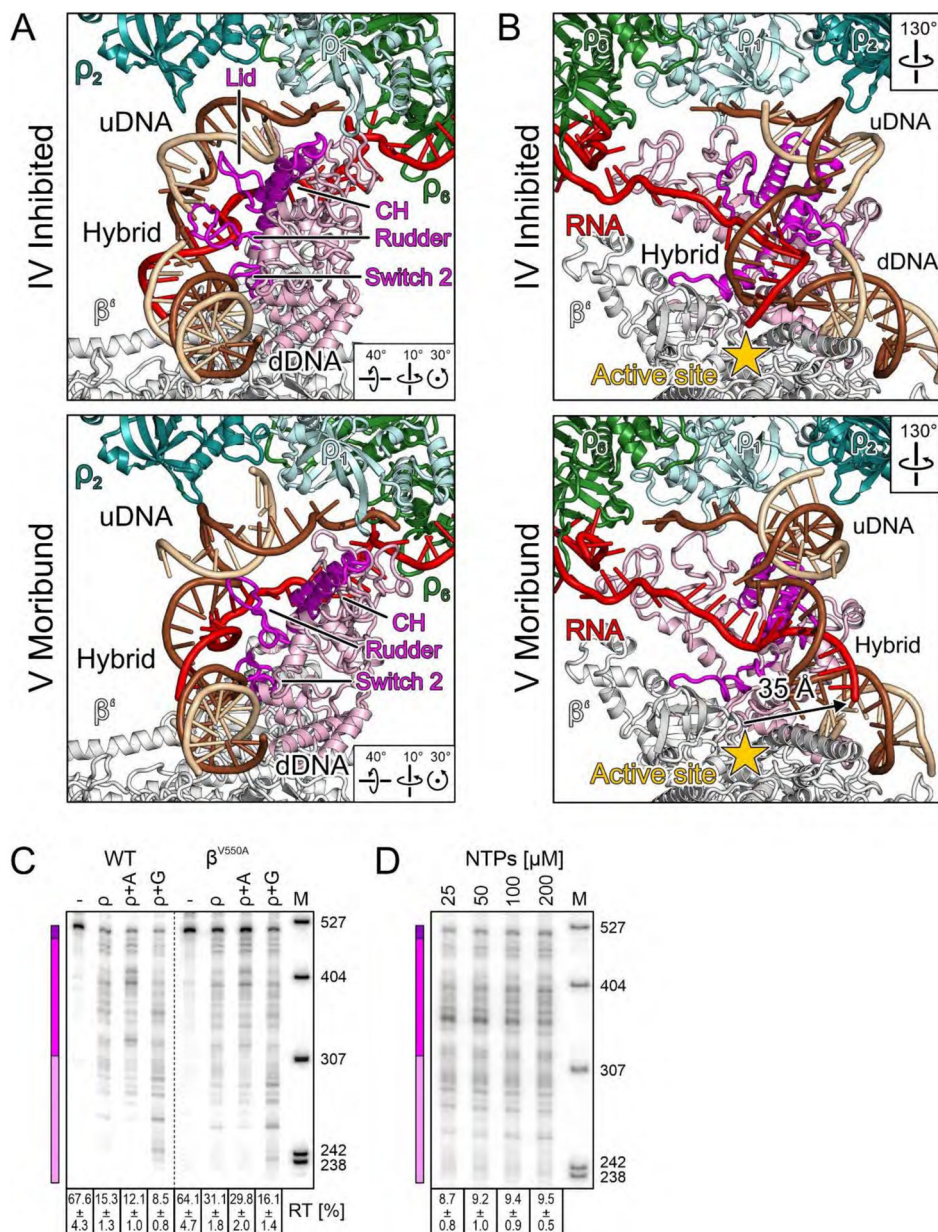 A
IV Inhibited
ρ2
Lid
ρ1
uDNA
ρ6
CH
Hybrid
Rudder
Switch 2
β‘
dDNA
40° 10° 30°
B
IV Inhibited
ρ6
ρ1
ρ2
130°
uDNA
RNA
Hybrid
dDNA
β‘
Active site
V Moribund
ρ2
ρ1
uDNA
ρ6
CH
Rudder
Hybrid
Switch 2
β‘
dDNA
40° 10° 30°
V Moribund
ρ6
ρ1
ρ2
130°
uDNA
RNA
Hybrid
35 Å
β‘
Active site
C
WT βV550A
- ρ ρ+A ρ+G - ρ ρ+A ρ+G M
527
404
307
242
238
67.6 ± 4.3 15.3 ± 1.3 12.1 ± 1.0 8.5 ± 0.8 64.1 ± 4.7 31.1 ± 1.8 29.8 ± 2.0 16.1 ± 1.4 RT [%]
D
NTPs [µM]
25 50 100 200 M
527
404
307
242
238
8.7 ± 0.8 9.2 ± 1.0 9.4 ± 0.9 9.5 ± 0.5